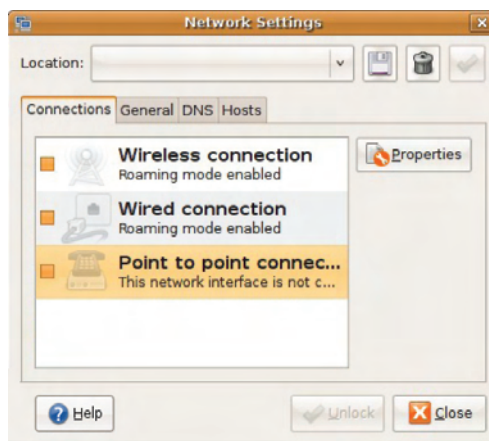 Network Settings
Location:
Connections General DNS Hosts
Wireless connection
Roaming mode enabled
Properties
Wired connection
Roaming mode enabled
Point to point connec...
This network interface is not c...
Help
Unlock
Close